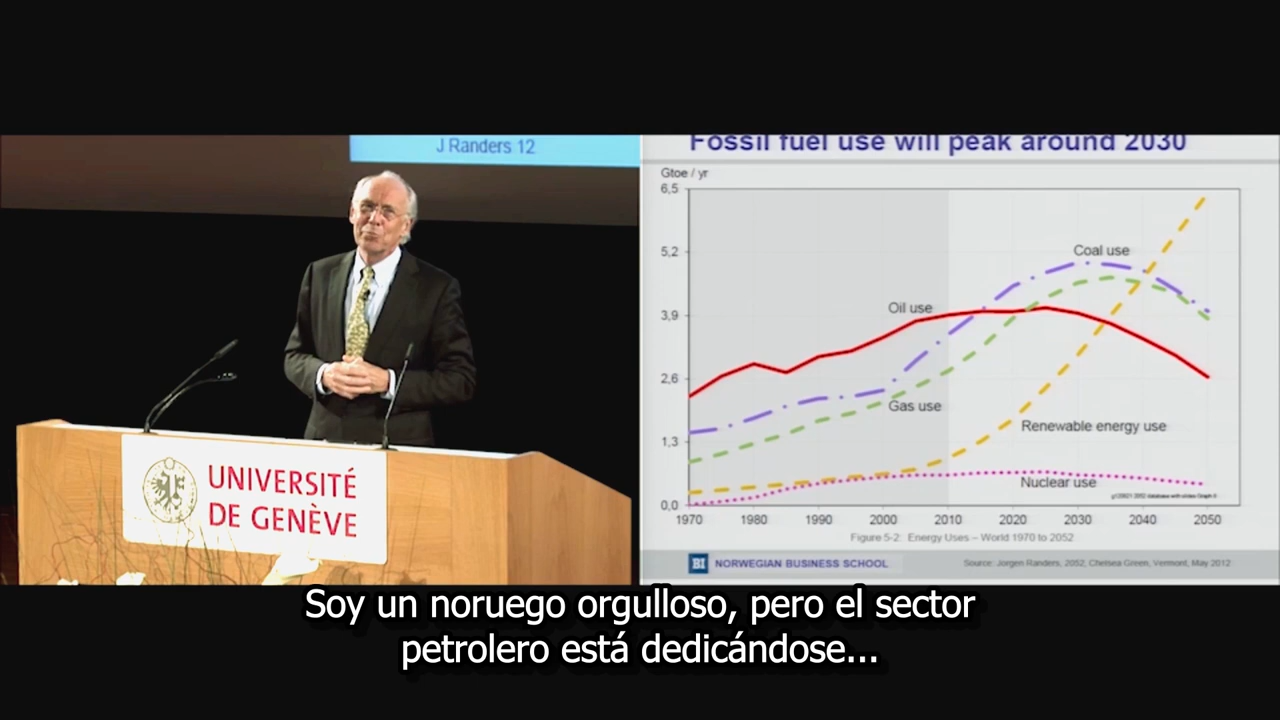 J Randers 12
UNIVERSITÉ
DE GENÈVE
Fossil fuel use will peak around 2030
Gtoe / yr
6,5
5,2
3,9
2,6
1,3
0,0
Coal use
Oil use
Gas use
Renewable energy use
Nuclear use
1970 1980 1990 2000 2010 2020 2030 2040 2050
Figure 5-2: Energy Uses – World 1970 to 2052
BI NORWEGIAN BUSINESS SCHOOL
Source: Jorgen Randers, 2052, Chelsea Green, Vermont, May 2012
Soy un noruego orgulloso, pero el sector
petrolero está dedicándose...